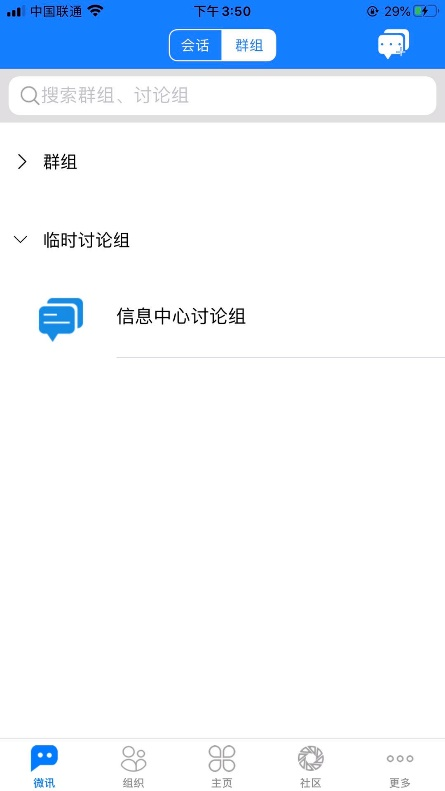 中国联通 下午3:50 29%
会话 群组
搜索群组、讨论组
群组
临时讨论组
信息中心讨论组
微讯 组织 主页 社区 更多